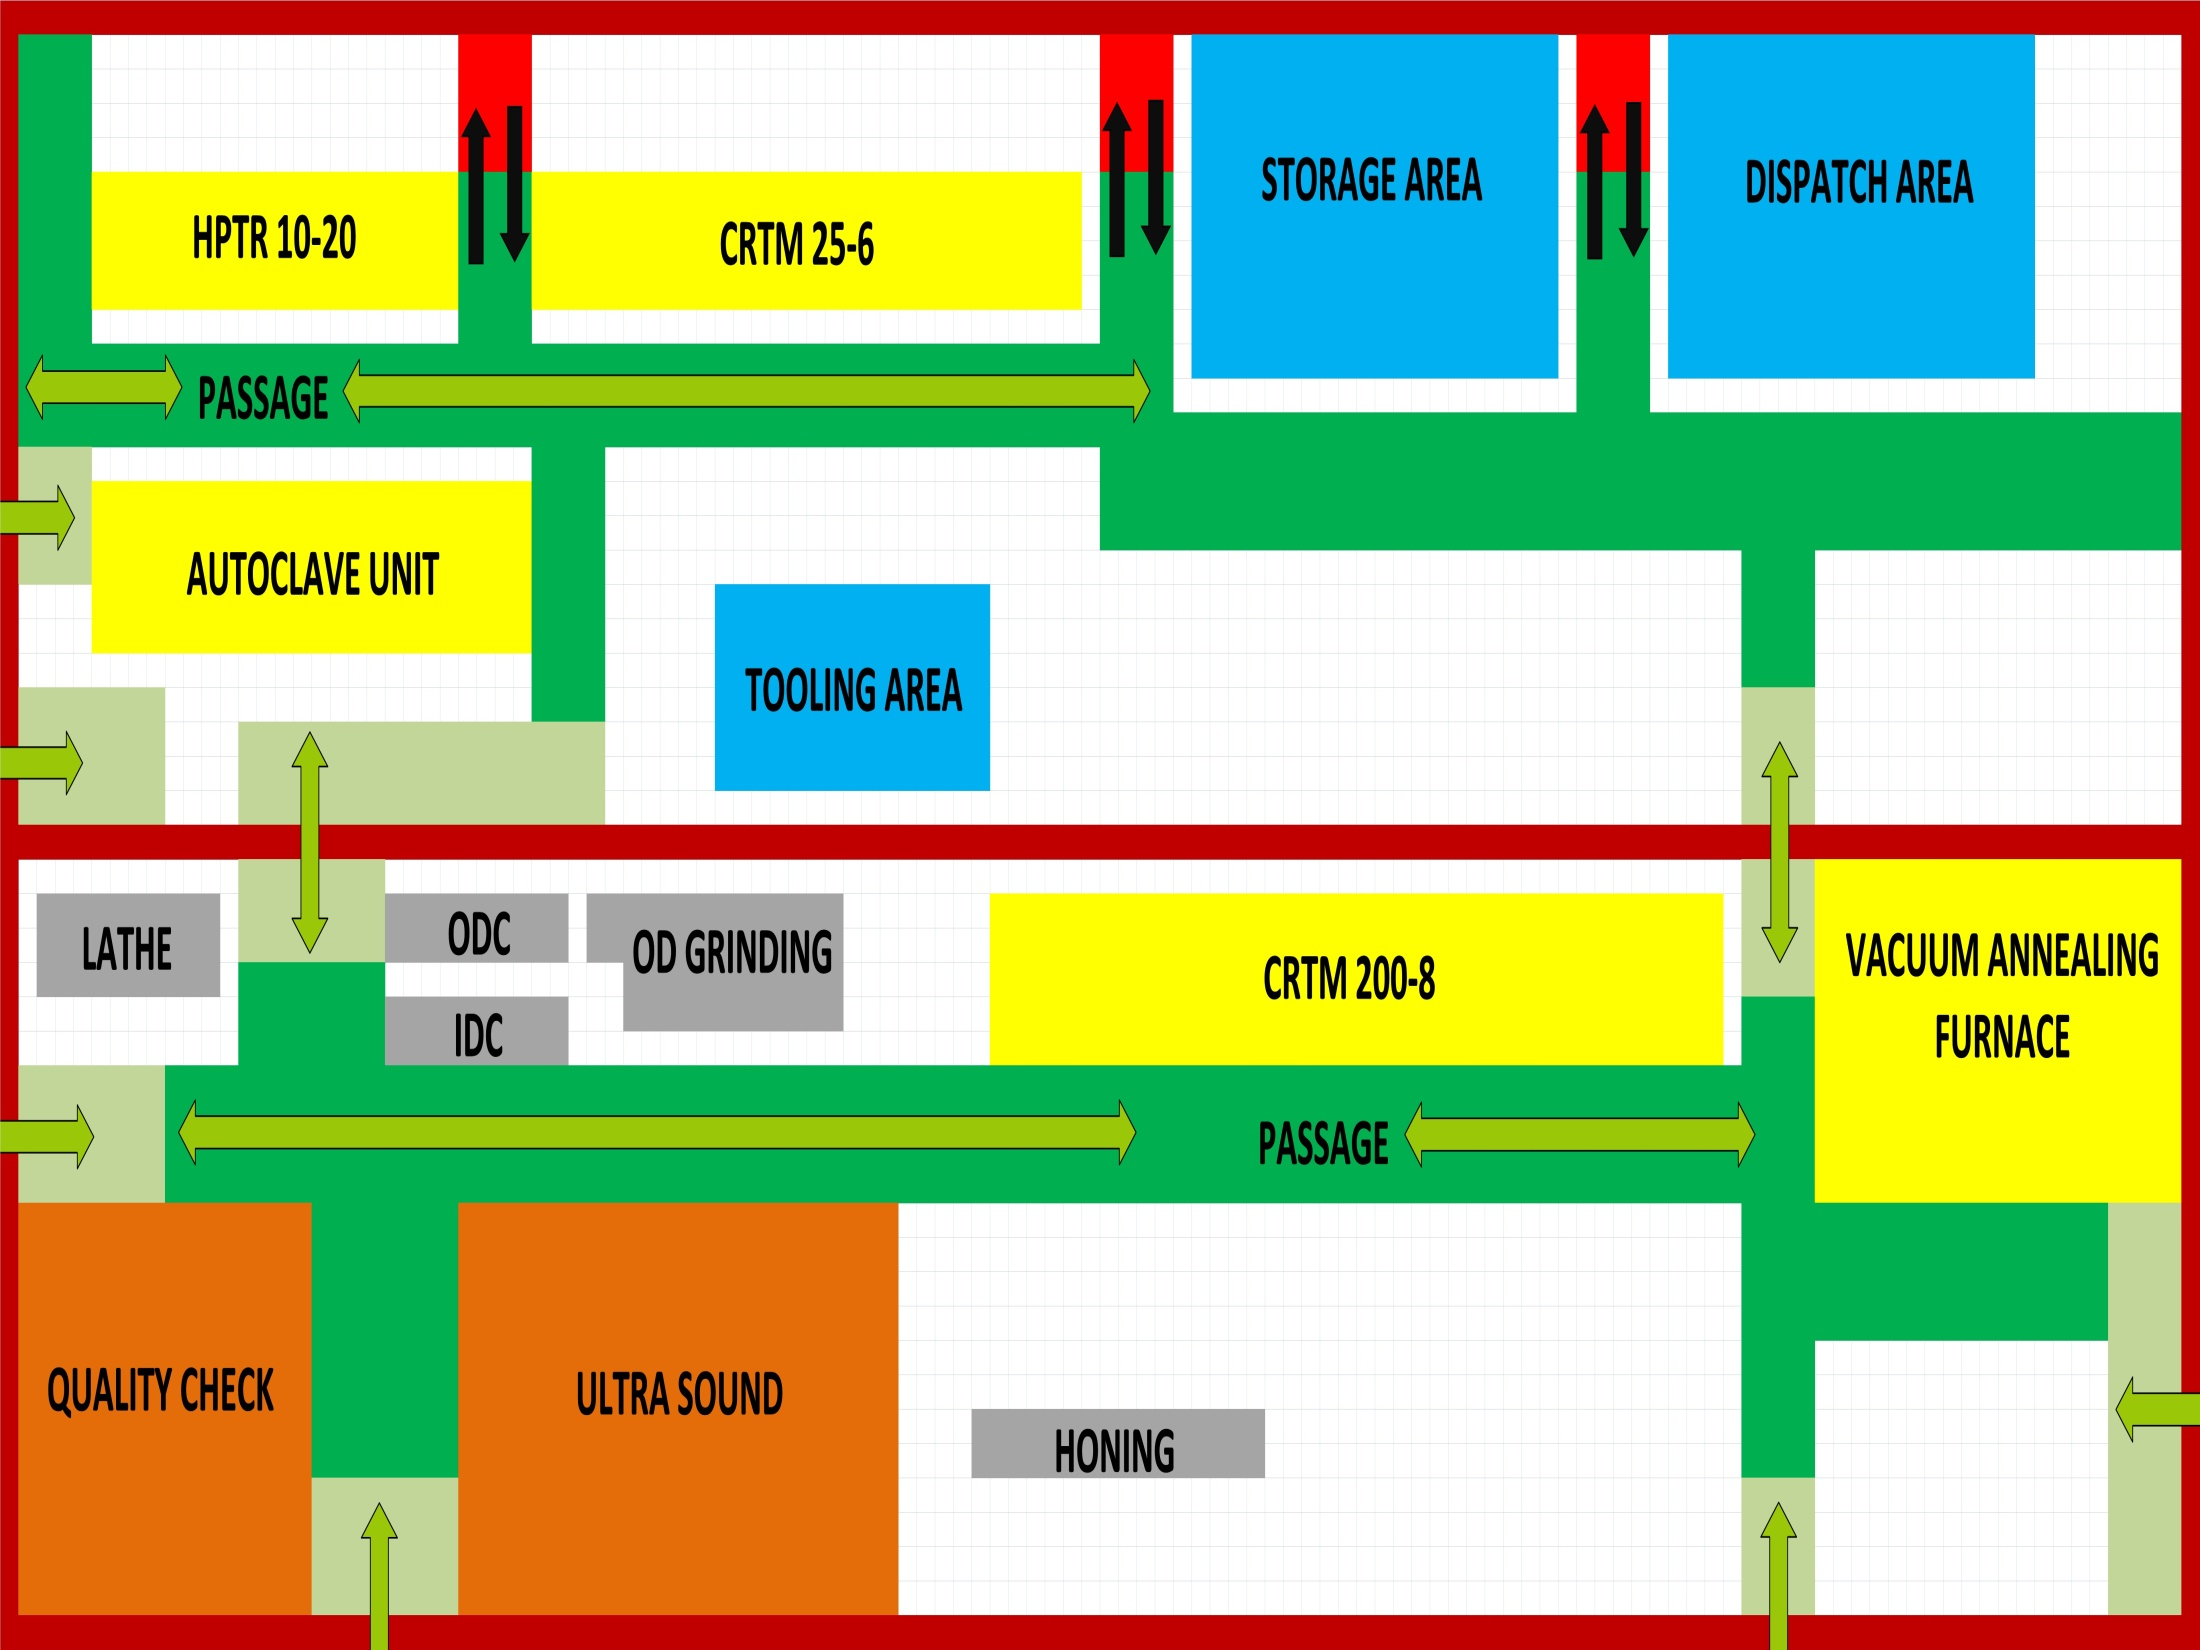 HPTR 10-20
CRTM 25-6
STORAGE AREA
DISPATCH AREA
PASSAGE
AUTOCLAVE UNIT
TOOLING AREA
LATHE
ODC
OD GRINDING
IDC
CRTM 200-8
VACUUM ANNEALING
FURNACE
PASSAGE
QUALITY CHECK
ULTRA SOUND
HONING